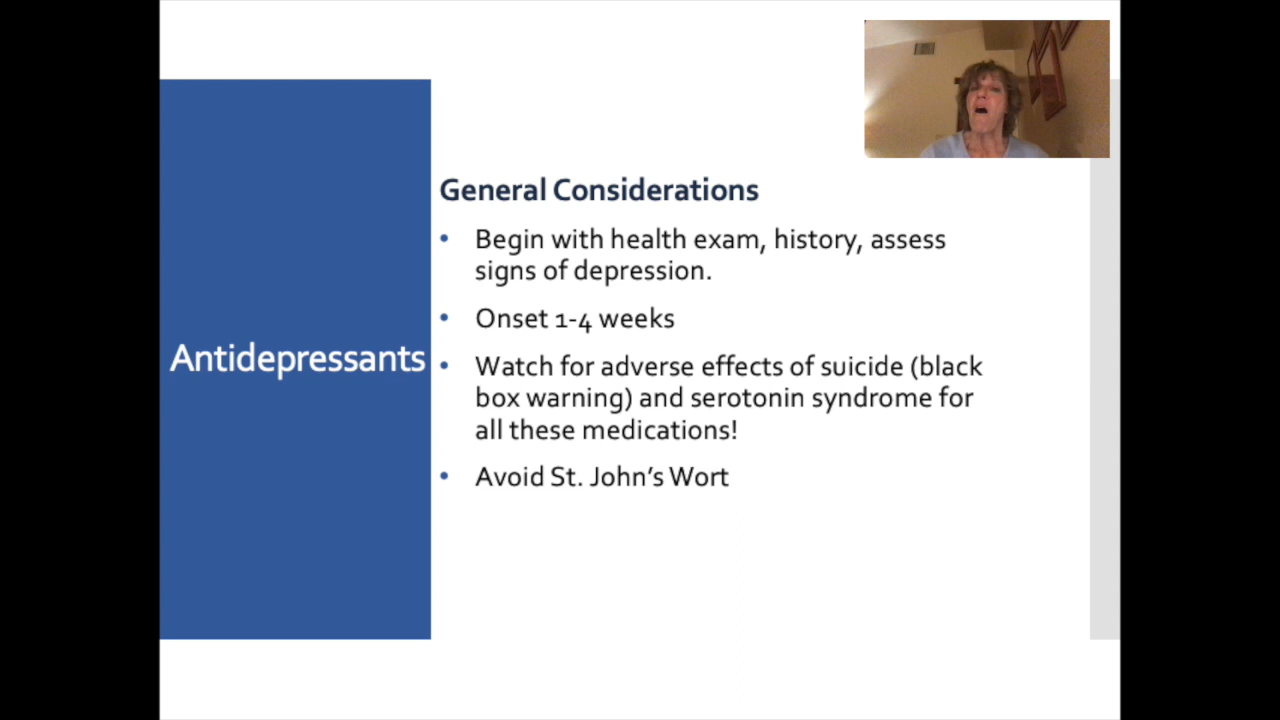 General Considerations
• Begin with health exam, history, assess
signs of depression.
• Onset 1-4 weeks
Antidepressants
• Watch for adverse effects of suicide (black
box warning) and serotonin syndrome for
all these medications!
• Avoid St. John’s Wort